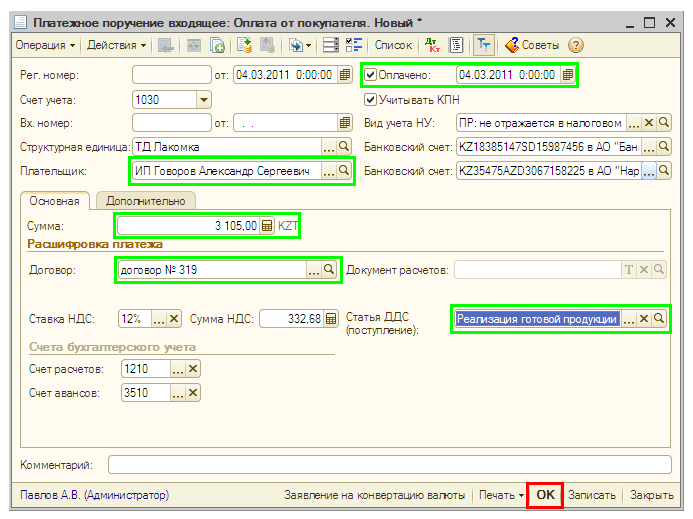 Платежное поручение входящее: Оплата от покупателя. Новый *
Операция Действия Список Дт Кт Советы
Рег. номер: от: 04.03.2011 0:00:00 Оплачено: 04.03.2011 0:00:00
Счет учета: 1030 Учитывать КПН
Вх. номер: от: . . Вид учета НУ: ПР: не отражается в налоговом ...
Структурная единица: ТД Лакомка ... Банковский счет: KZ18385147SD15987456 в АО "Бан ...
Плательщик: ИП Говоров Александр Сергеевич ... Банковский счет: KZ35475AZD3067158225 в АО "Нар ...
Основная Дополнительно
Сумма: 3 105,00 KZT
Расшифровка платежа
Договор: договор № 319 ... Документ расчетов: T
Ставка НДС: 12% ... Сумма НДС: 332,68 Статья ДДС (поступление): Реализация готовой продукции ...
Счета бухгалтерского учета
Счет расчетов: 1210 ...
Счет авансов: 3510 ...
Комментарий:
Павлов А.В. (Администратор) Заявление на конвертацию валюты Печать OK Записать Закрыть